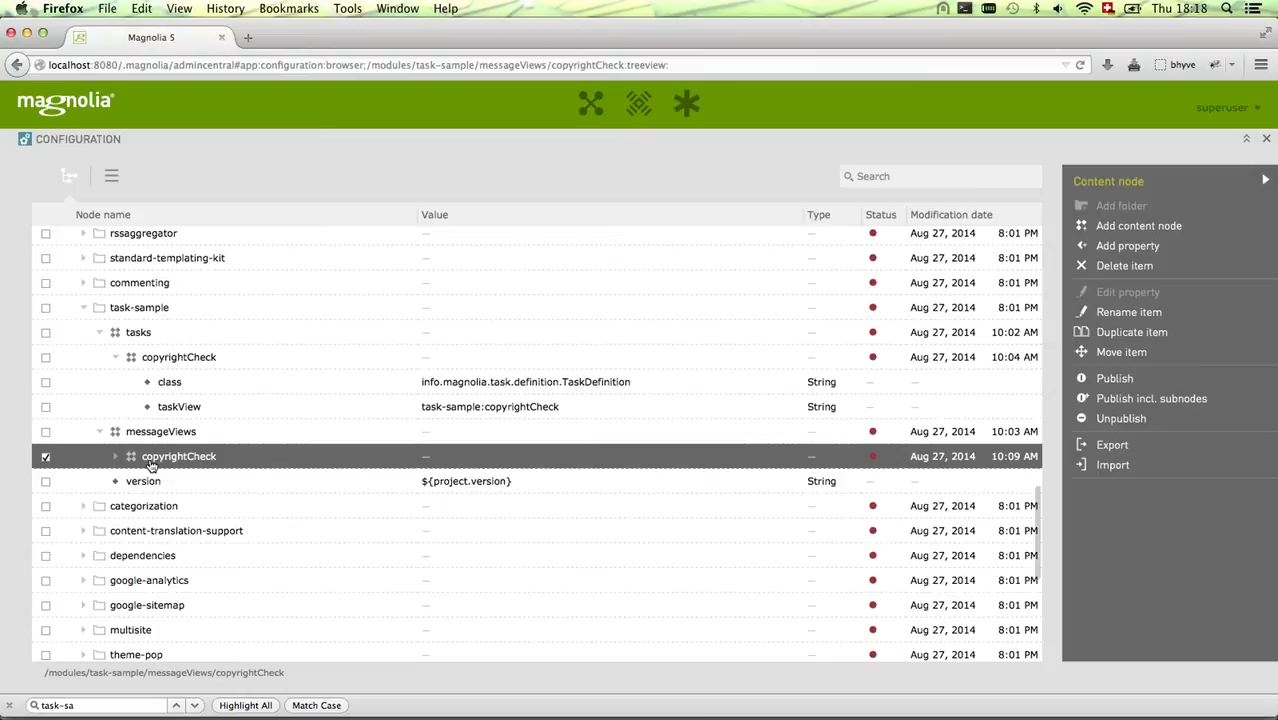 Firefox File Edit View History Bookmarks Tools Window Help Thu 18:18
Magnolia 5
localhost:8080/.magnolia/admincentral#app:configuration:browser;/modules/task-sample/messageViews/copyrightCheck:treeview: bhyve
magnolia superuser
CONFIGURATION
Search
Node name Value Type Status Modification date
rssaggregator — — Aug 27, 2014 8:01 PM
standard-templating-kit — — Aug 27, 2014 8:01 PM
commenting — — Aug 27, 2014 8:01 PM
task-sample — — Aug 27, 2014 8:01 PM
tasks — — Aug 27, 2014 10:02 AM
copyrightCheck — — Aug 27, 2014 10:04 AM
class info.magnolia.task.definition.TaskDefinition String — —
taskView task-sample:copyrightCheck String — —
messageViews — — Aug 27, 2014 10:03 AM
copyrightCheck — — Aug 27, 2014 10:09 AM
version ${project.version} String — —
categorization — — Aug 27, 2014 8:01 PM
content-translation-support — — Aug 27, 2014 8:01 PM
dependencies — — Aug 27, 2014 8:01 PM
google-analytics — — Aug 27, 2014 8:01 PM
google-sitemap — — Aug 27, 2014 8:01 PM
multisite — — Aug 27, 2014 8:01 PM
theme-pop — — Aug 27, 2014 8:01 PM
/modules/task-sample/messageViews/copyrightCheck
Content node
Add folder
Add content node
Add property
Delete item
Edit property
Rename item
Duplicate item
Move item
Publish
Publish incl. subnodes
Unpublish
Export
Import
task-sa Highlight All Match Case